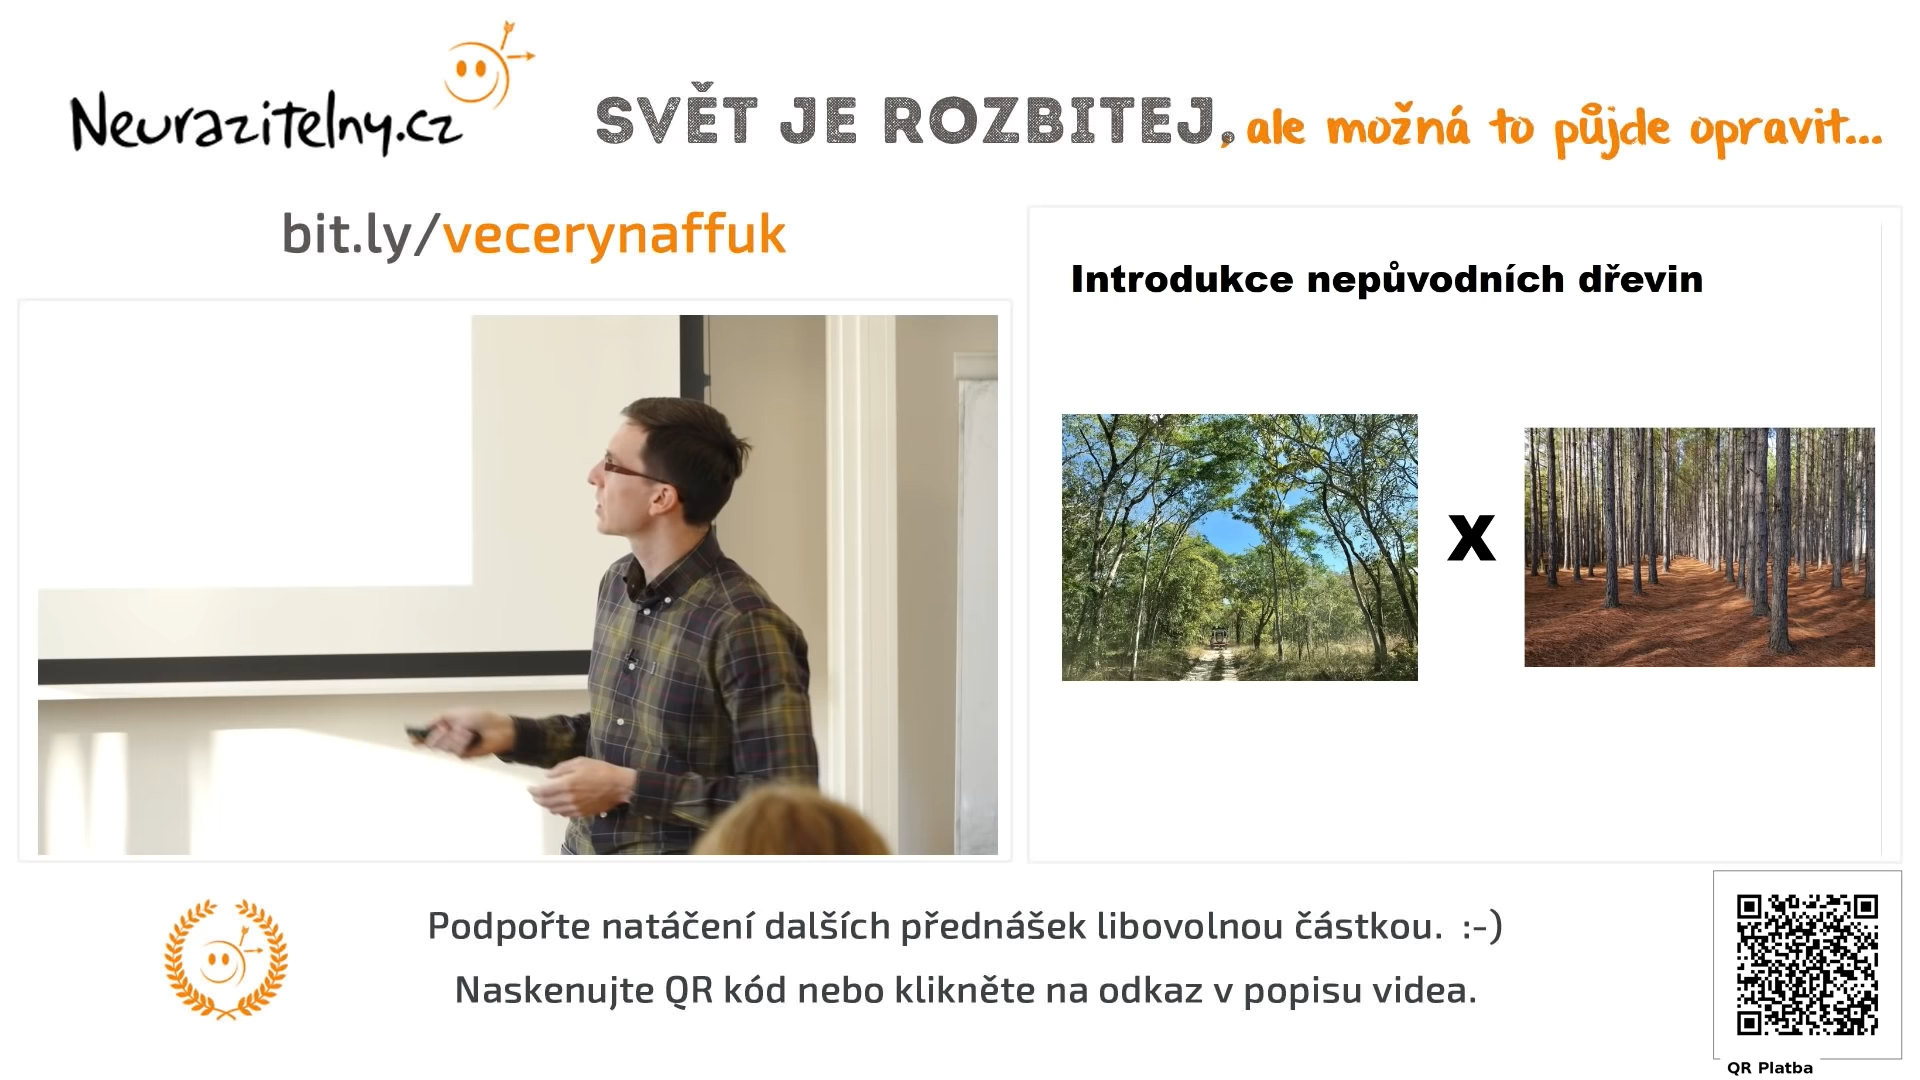 Neurazitelny.cz
SVĚT JE ROZBITEJ, ale možná to půjde opravit...
bit.ly/vecerynaffuk
Introdukce nepůvodních dřevin
X
Podpořte natáčení dalších přednášek libovolnou částkou. :-)
Naskenujte QR kód nebo klikněte na odkaz v popisu videa.
QR Platba